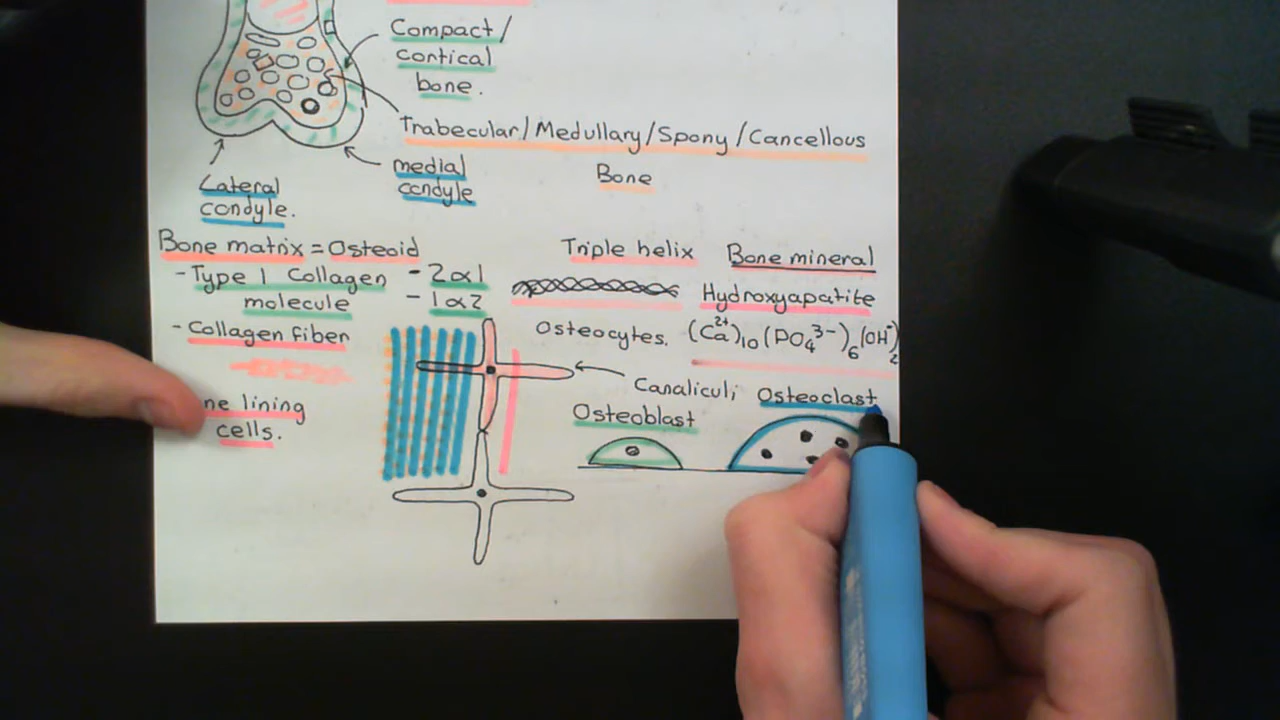 Compact/
cortical
bone.
Trabecular/Medullary/Spony/Cancellous
Bone
medial
condyle
Lateral
condyle.
Bone matrix = Osteoid
- Type 1 Collagen
molecule
- 2α1
- 1α2
- Collagen fiber
Triple helix
Bone mineral
Hydroxyapatite
(Ca²⁺)₁₀(PO₄³⁻)₆(OH⁻)₂
Osteocytes.
Canaliculi
Osteoblast
Osteoclast
lining
cells.